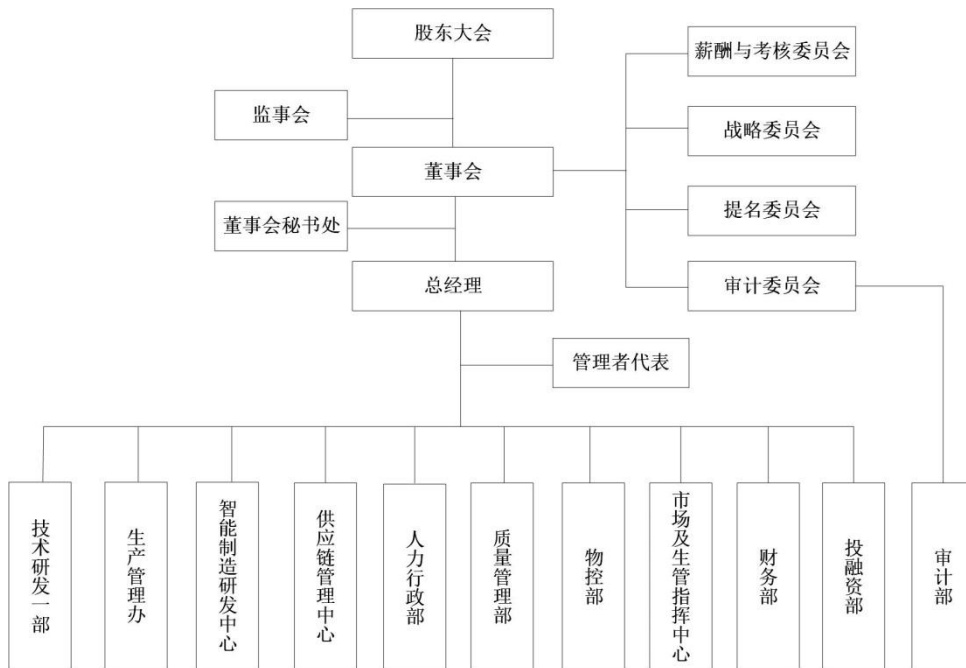 股东大会
薪酬与考核委员会
监事会
战略委员会
董事会
提名委员会
董事会秘书处
总经理
审计委员会
管理者代表
技术研发一部
生产管理办
智能制造研发中心
供应链管理中心
人力行政部
质量管理部
物控部
市场及生管指挥中心
财务部
投融资部
审计部